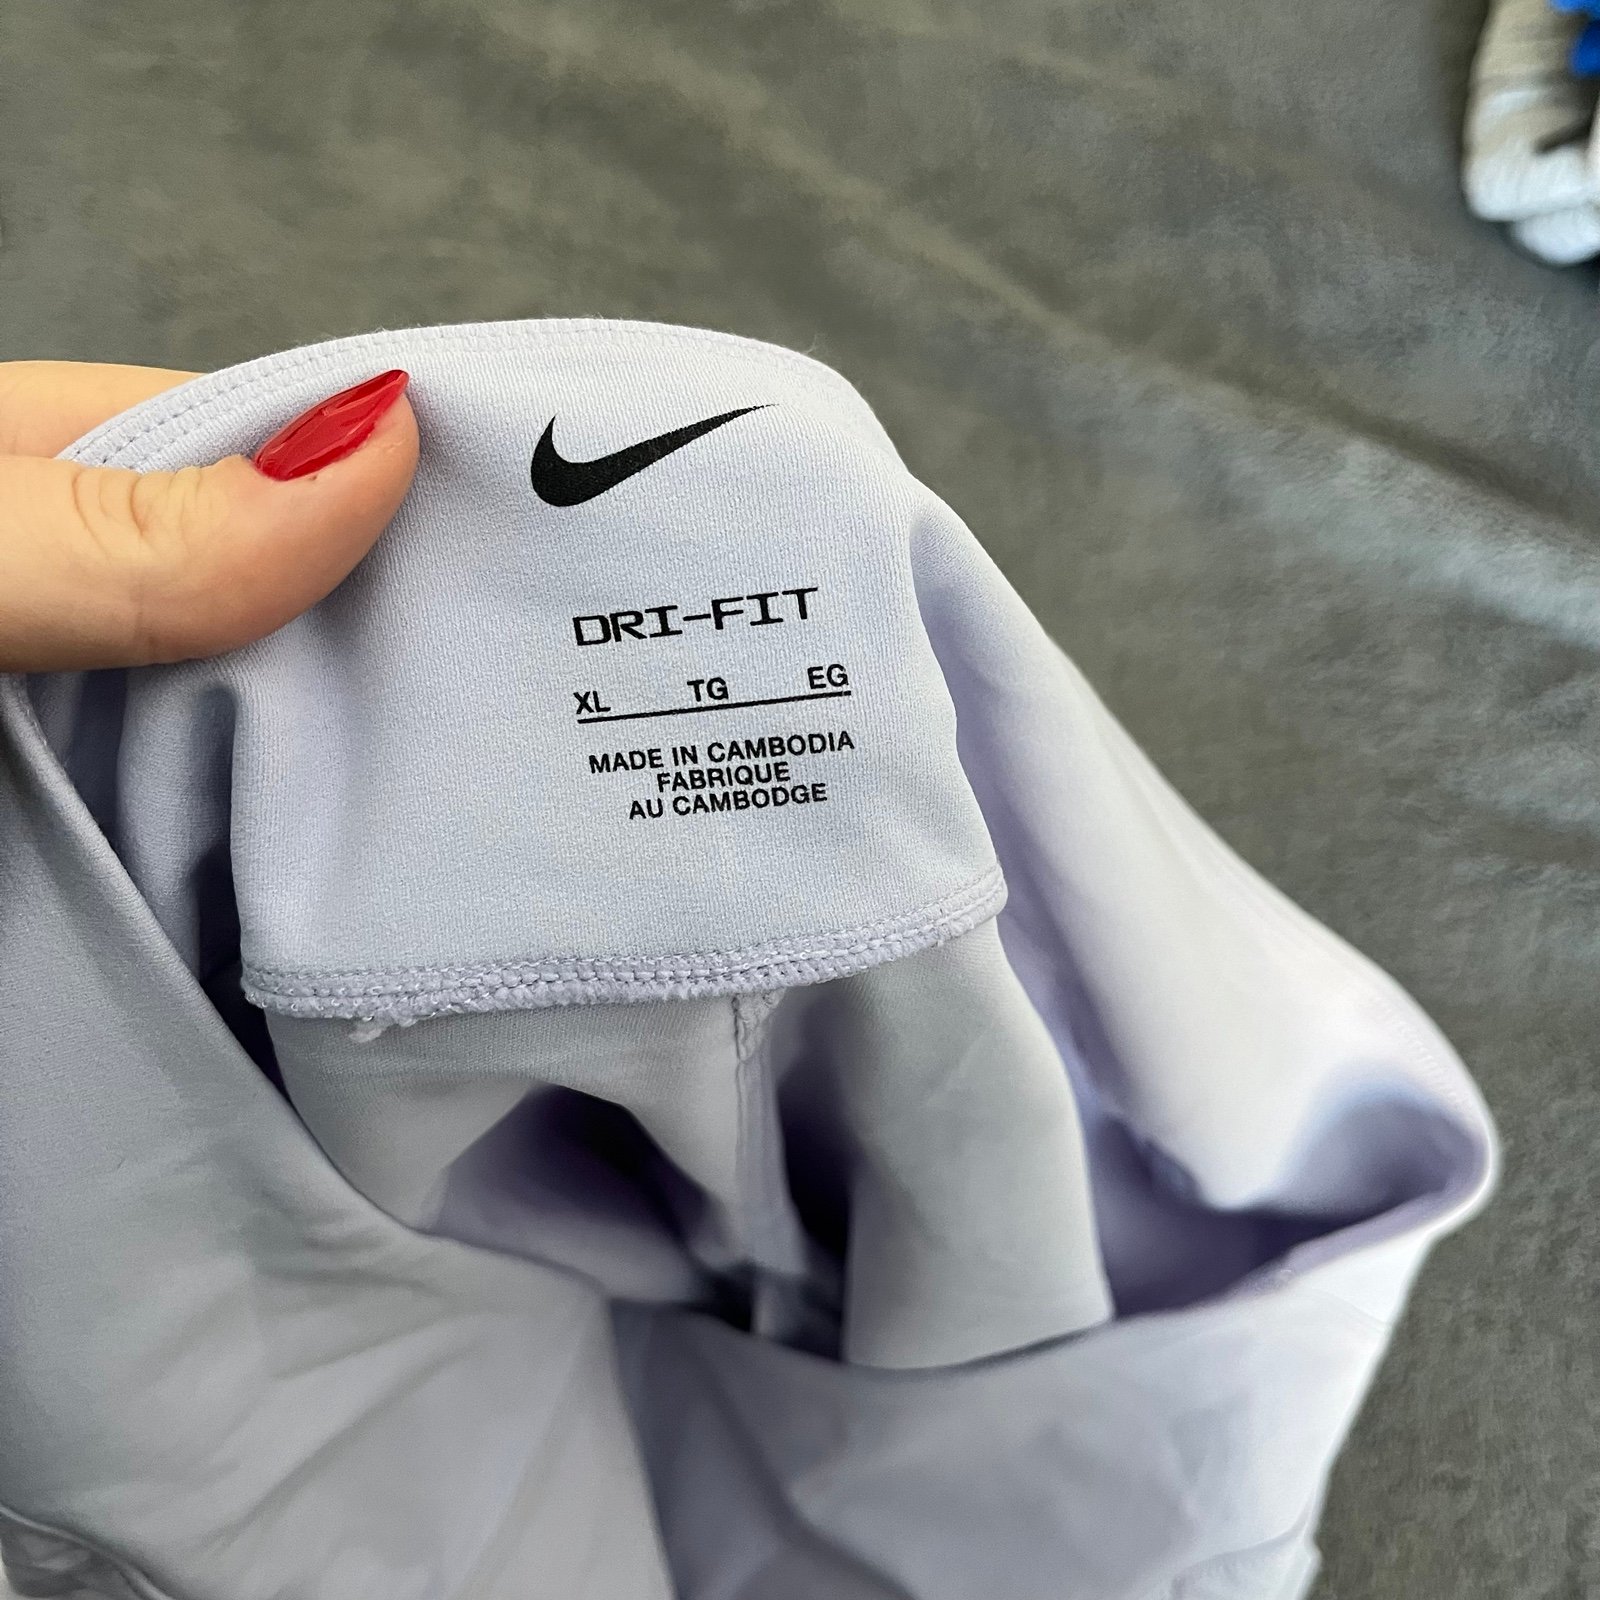 DRI-FIT
XL TG EG
MADE IN CAMBODIA
FABRIQUE
AU CAMBODGE